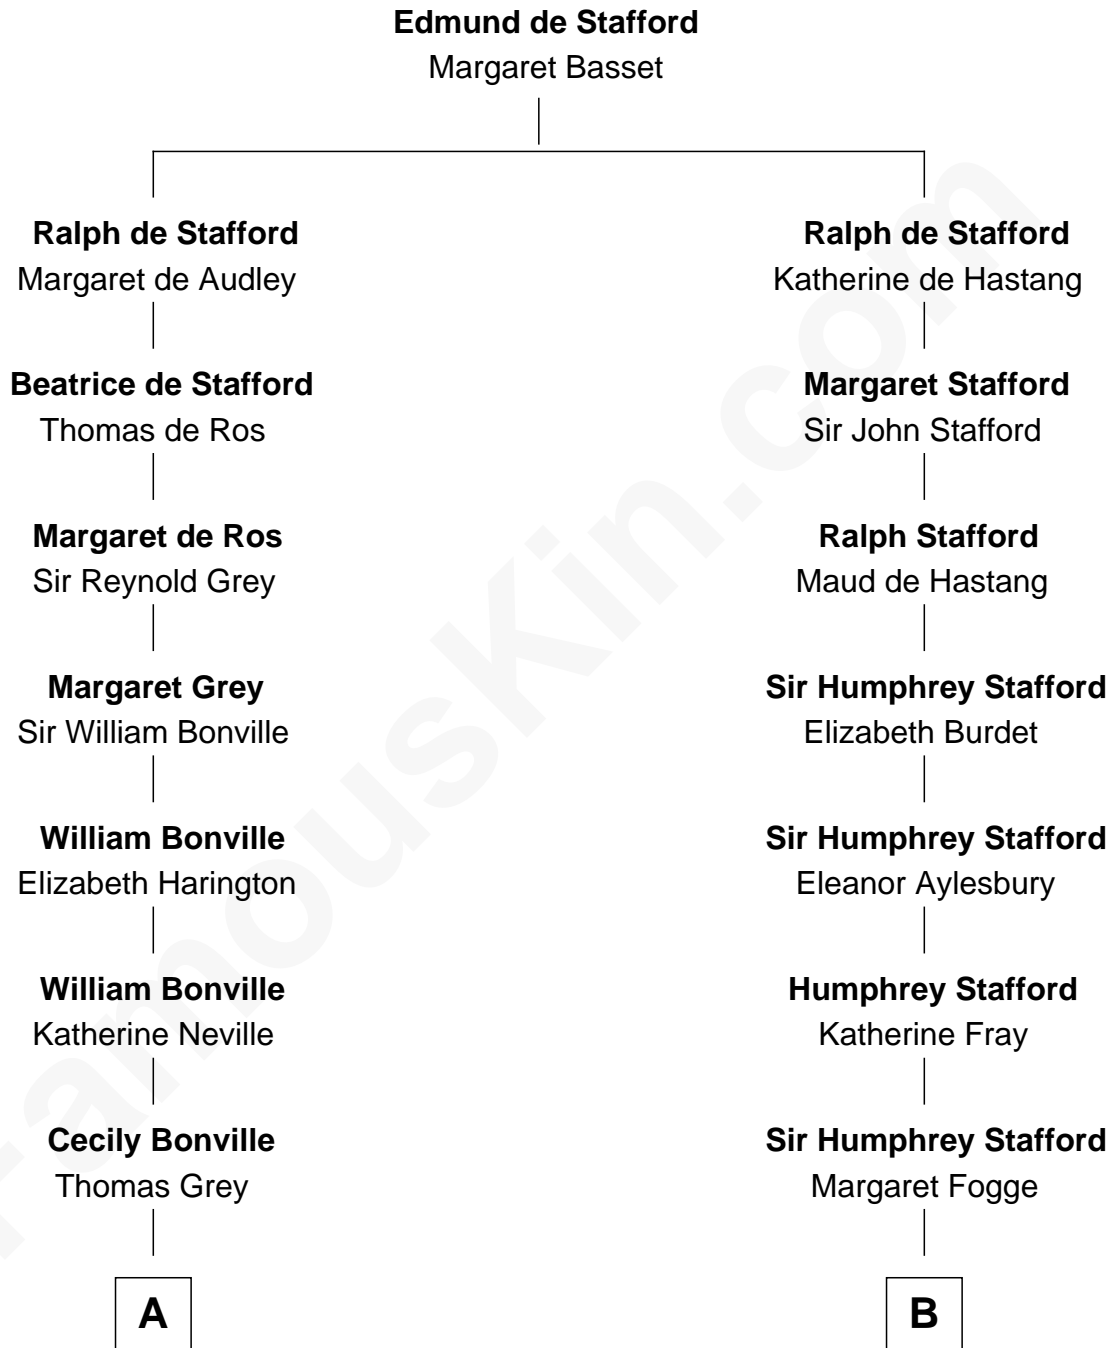 Edmund de Stafford
Margaret Basset
Ralph de Stafford
Margaret de Audley
Beatrice de Stafford
Thomas de Ros
Margaret de Ros
Sir Reynold Grey
Margaret Grey
Sir William Bonville
William Bonville
Elizabeth Harington
William Bonville
Katherine Neville
Cecily Bonville
Thomas Grey
A
Ralph de Stafford
Katherine de Hastang
Margaret Stafford
Sir John Stafford
Ralph Stafford
Maud de Hastang
Sir Humphrey Stafford
Elizabeth Burdet
Sir Humphrey Stafford
Eleanor Aylesbury
Humphrey Stafford
Katherine Fray
Sir Humphrey Stafford
Margaret Fogge
B
FamousKin.com